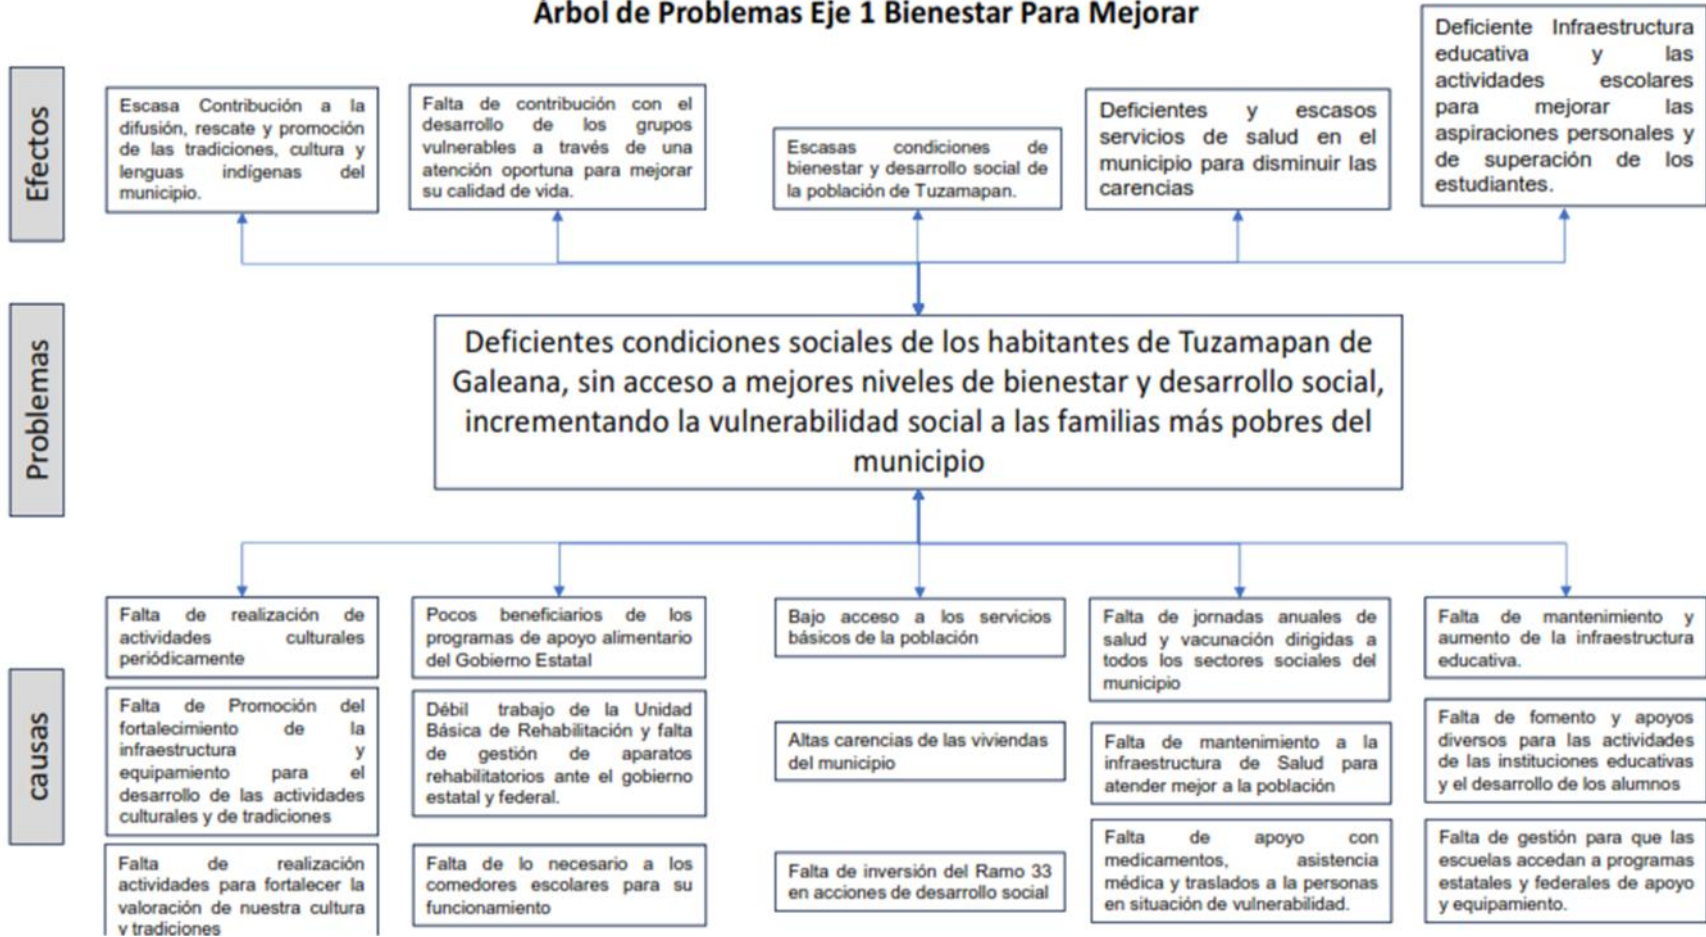 Árbol de Problemas Eje 1 Bienestar Para Mejorar
Efectos
Escasa Contribución a la
difusión, rescate y promoción
de las tradiciones, cultura y
lenguas indígenas del
municipio.
Falta de contribución con el
desarrollo de los grupos
vulnerables a través de una
atención oportuna para mejorar
su calidad de vida.
Escasas condiciones de
bienestar y desarrollo social de
la población de Tuzamapan.
Deficientes y escasos
servicios de salud en el
municipio para disminuir las
carencias
Deficiente Infraestructura
educativa y las
actividades escolares
para mejorar las
aspiraciones personales y
de superación de los
estudiantes.
Problemas
Deficientes condiciones sociales de los habitantes de Tuzamapan de
Galeana, sin acceso a mejores niveles de bienestar y desarrollo social,
incrementando la vulnerabilidad social a las familias más pobres del
municipio
causas
Falta de realización de
actividades culturales
periódicamente
Falta de Promoción del
fortalecimiento de la
infraestructura y
equipamiento para el
desarrollo de las actividades
culturales y de tradiciones
Falta de realización
actividades para fortalecer la
valoración de nuestra cultura
y tradiciones
Pocos beneficiarios de los
programas de apoyo alimentario
del Gobierno Estatal
Débil trabajo de la Unidad
Básica de Rehabilitación y falta
de gestión de aparatos
rehabilitatorios ante el gobierno
estatal y federal.
Falta de lo necesario a los
comedores escolares para su
funcionamiento
Bajo acceso a los servicios
básicos de la población
Altas carencias de las viviendas
del municipio
Falta de inversión del Ramo 33
en acciones de desarrollo social
Falta de jornadas anuales de
salud y vacunación dirigidas a
todos los sectores sociales del
municipio
Falta de mantenimiento a la
infraestructura de Salud para
atender mejor a la población
Falta de apoyo con
medicamentos, asistencia
médica y traslados a la personas
en situación de vulnerabilidad.
Falta de mantenimiento y
aumento de la infraestructura
educativa.
Falta de fomento y apoyos
diversos para las actividades
de las instituciones educativas
y el desarrollo de los alumnos
Falta de gestión para que las
escuelas accedan a programas
estatales y federales de apoyo
y equipamiento.